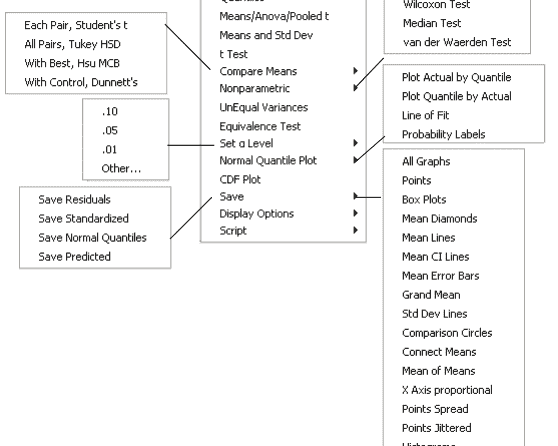 Quantiles
Means/Anova/Pooled t
Means and Std Dev
t Test
Compare Means
Nonparametric
UnEqual Variances
Equivalence Test
Set α Level
Normal Quantile Plot
CDF Plot
Save
Display Options
Script
Each Pair, Student's t
All Pairs, Tukey HSD
With Best, Hsu MCB
With Control, Dunnett's
.10
.05
.01
Other...
Save Residuals
Save Standardized
Save Normal Quantiles
Save Predicted
Wilcoxon Test
Median Test
van der Waerden Test
Plot Actual by Quantile
Plot Quantile by Actual
Line of Fit
Probability Labels
All Graphs
Points
Box Plots
Mean Diamonds
Mean Lines
Mean CI Lines
Mean Error Bars
Grand Mean
Std Dev Lines
Comparison Circles
Connect Means
Mean of Means
X Axis proportional
Points Spread
Points Jittered
Histograms